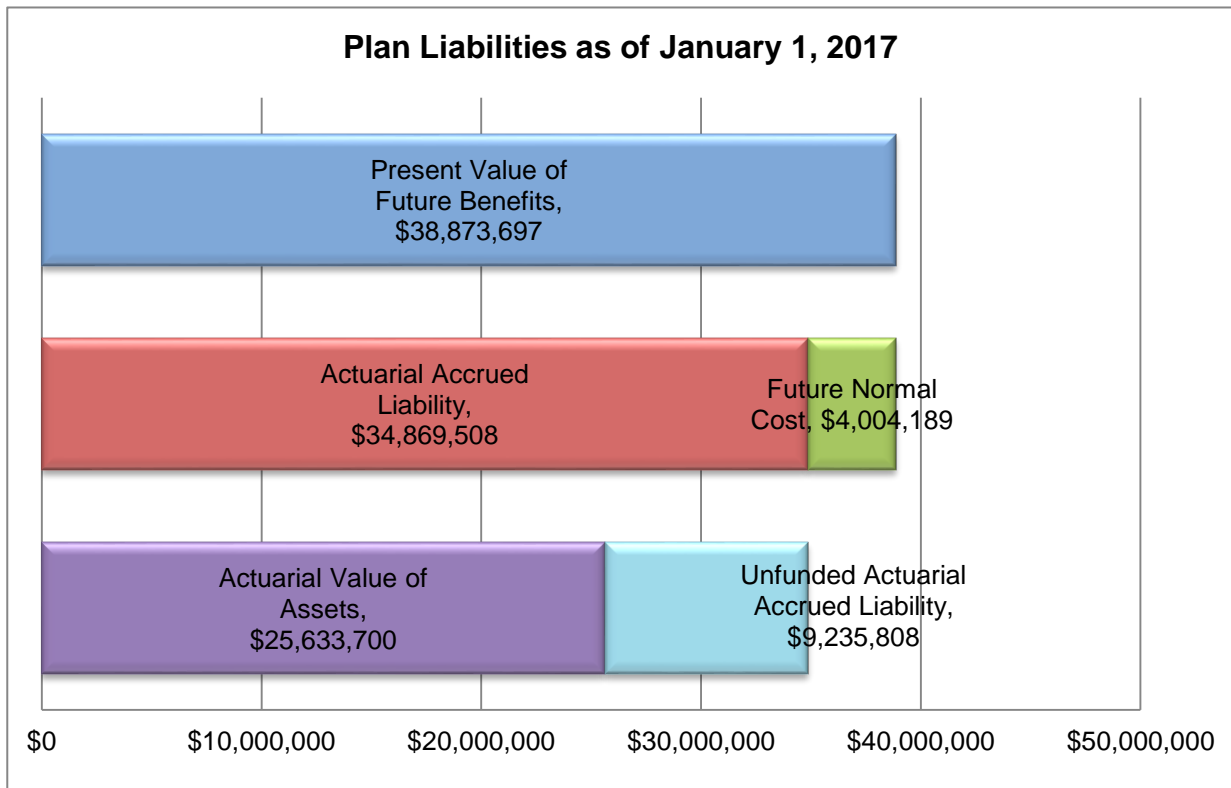 Plan Liabilities as of January 1, 2017
Present Value of
Future Benefits,
$38,873,697
Actuarial Accrued
Liability,
$34,869,508
Future Normal
Cost, $4,004,189
Actuarial Value of
Assets,
$25,633,700
Unfunded Actuarial
Accrued Liability,
$9,235,808
$0 $10,000,000 $20,000,000 $30,000,000 $40,000,000 $50,000,000